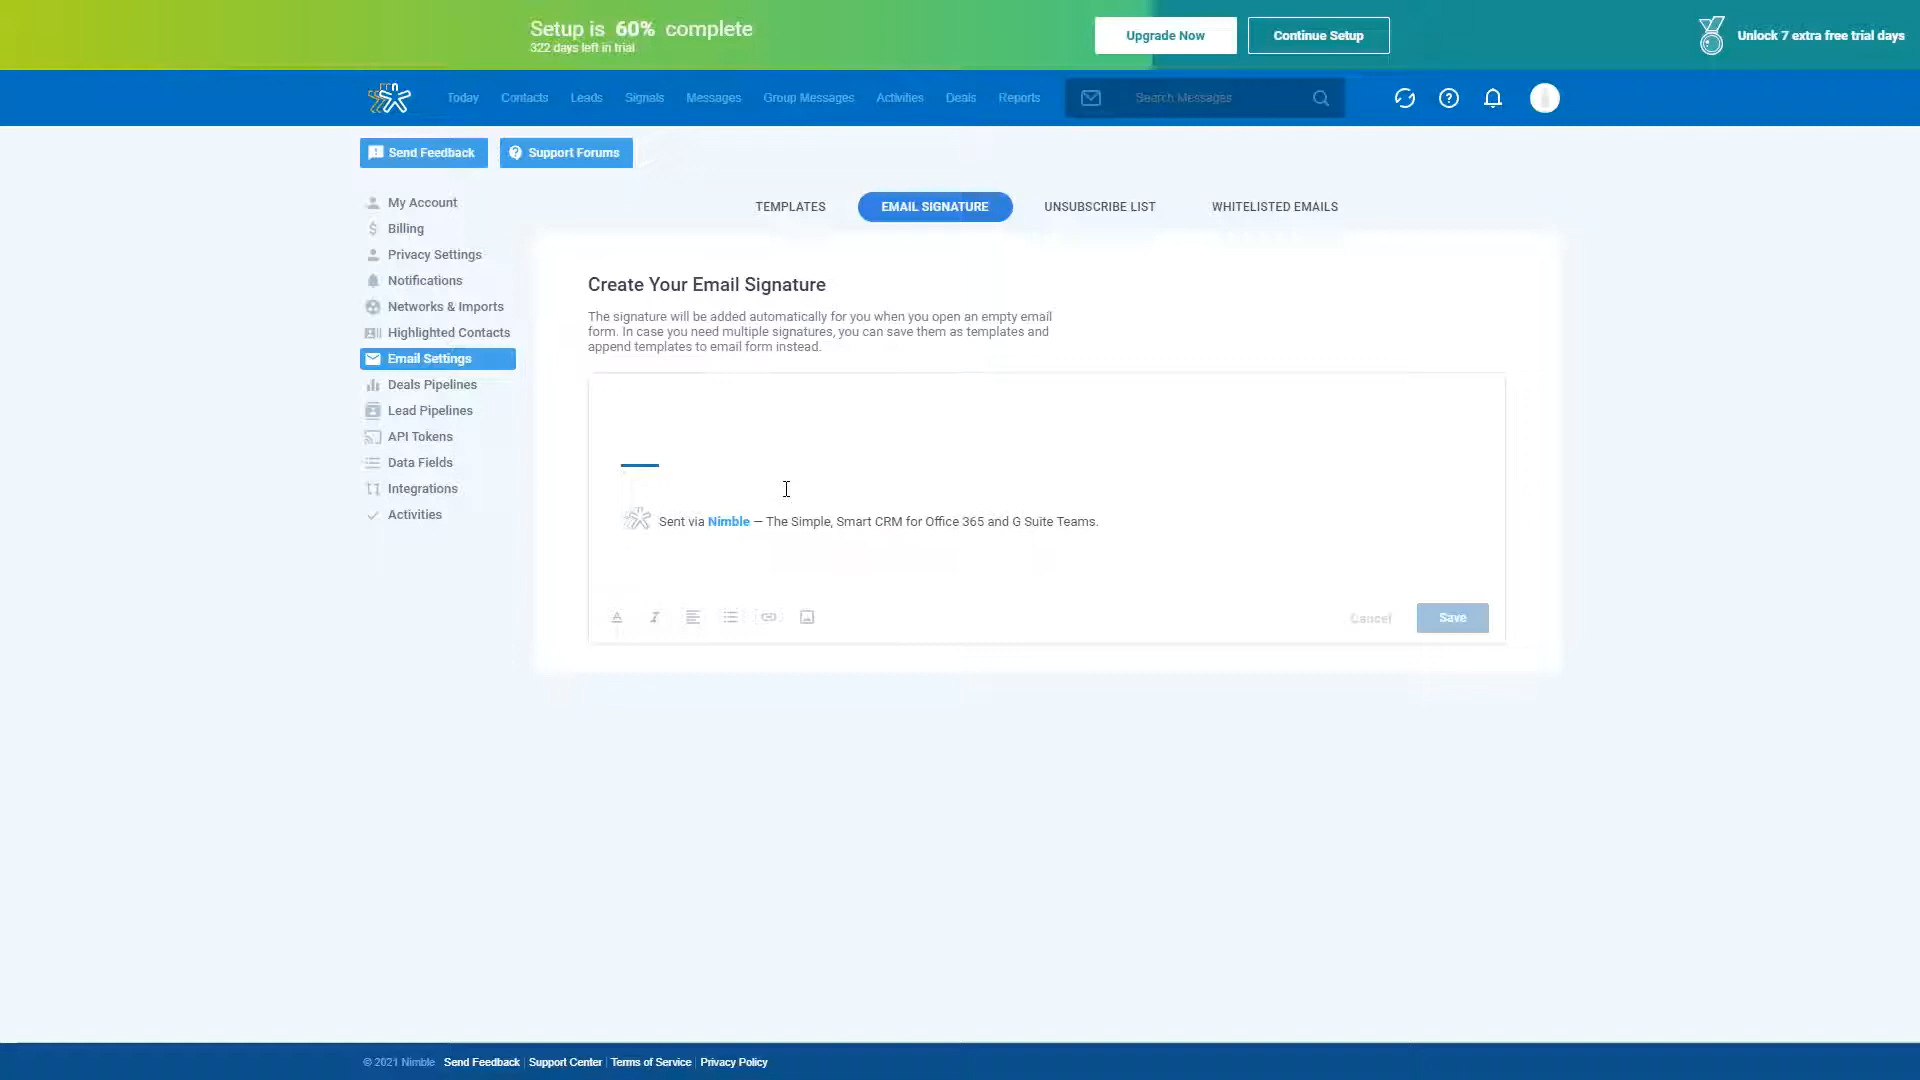 Setup is 60% complete
322 days left in trial
Upgrade Now
Continue Setup
Unlock 7 extra free trial days
Today
Contacts
Leads
Signals
Messages
Group Messages
Activities
Deals
Reports
Search Messages
Send Feedback
Support Forums
My Account
Billing
Privacy Settings
Notifications
Networks & Imports
Highlighted Contacts
Email Settings
Deals Pipelines
Lead Pipelines
API Tokens
Data Fields
Integrations
Activities
TEMPLATES
EMAIL SIGNATURE
UNSUBSCRIBE LIST
WHITELISTED EMAILS
Create Your Email Signature
The signature will be added automatically for you when you open an empty email
form. In case you need multiple signatures, you can save them as templates and
append templates to email form instead.
Sent via Nimble — The Simple, Smart CRM for Office 365 and G Suite Teams.
Cancel
Save
© 2021 Nimble Send Feedback | Support Center | Terms of Service | Privacy Policy